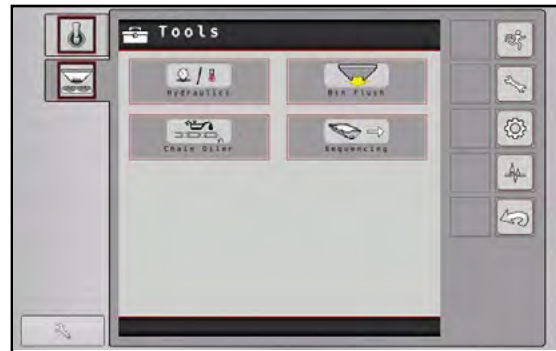 Tools
Hydraulics
Bin Flush
Chain Oiler
Sequencing